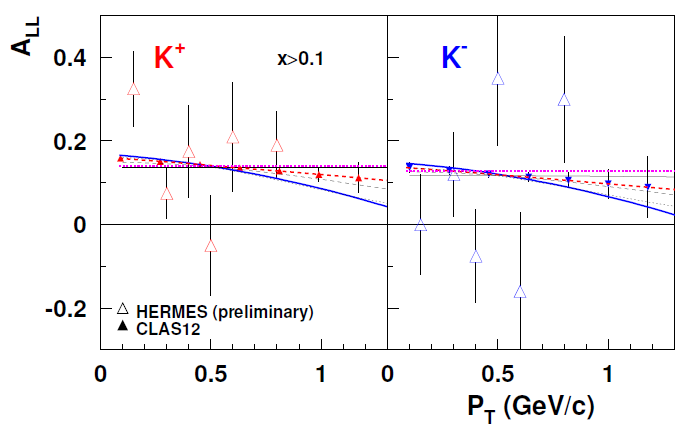 A_LL
K⁺
x>0.1
K⁻
0.4
0.2
0
-0.2
△ HERMES (preliminary)
▲ CLAS12
0 0.5 1 0 0.5 1
P_T (GeV/c)